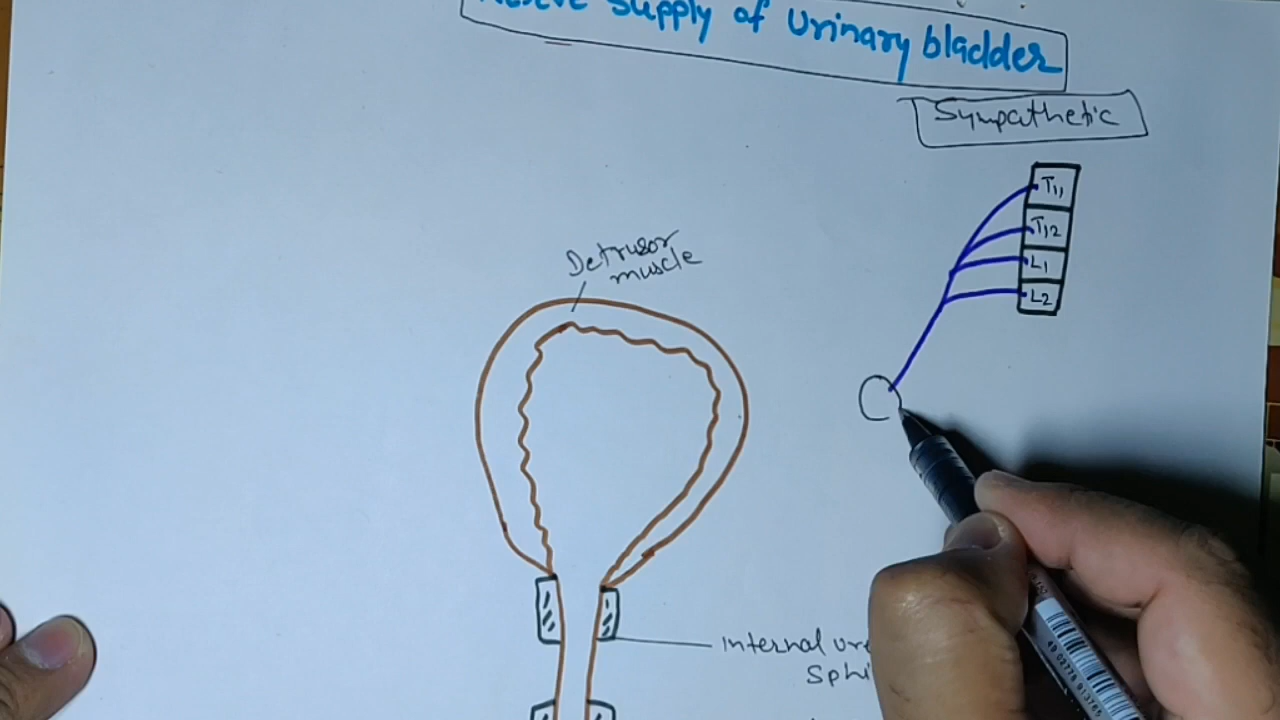 Supply of Urinary bladder
Sympathetic
T11
T12
L1
L2
Detrusor
muscle
Internal